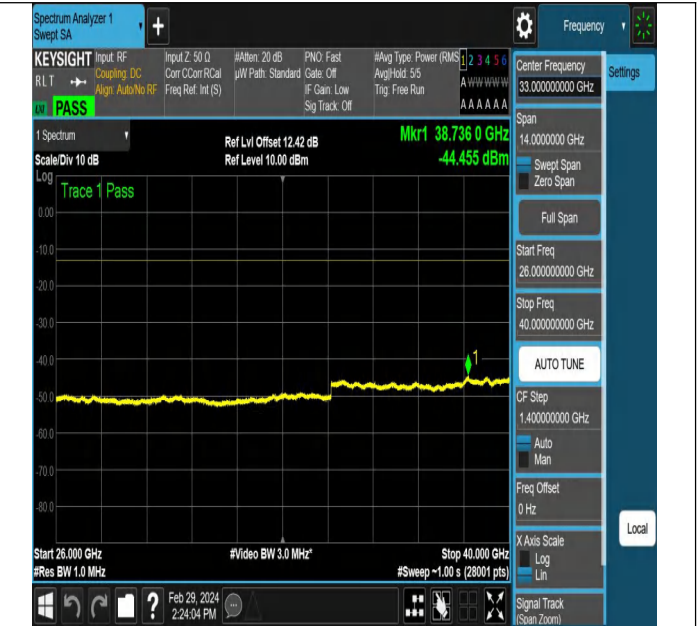 Spectrum Analyzer 1
Swept SA
+
Frequency
KEYSIGHT
RLT
PASS
Input: RF
Coupling: DC
Align: Auto/No RF
Input Z: 50 Ω
Corr CCorr RCal
Freq Ref: Int (S)
#Atten: 20 dB
µW Path: Standard
PNO: Fast
Gate: Off
IF Gain: Low
Sig Track: Off
#Avg Type: Power (RMS
Avg|Hold: 5/5
Trig: Free Run
1 2 3 4 5 6
A W W W W W
A A A A A A
1 Spectrum
Scale/Div 10 dB
Ref Lvl Offset 12.42 dB
Ref Level 10.00 dBm
Mkr1 38.736 0 GHz
-44.455 dBm
Log
Trace 1 Pass
0.00
-10.0
-20.0
-30.0
-40.0
1
-50.0
-60.0
-70.0
-80.0
Start 26.000 GHz
#Res BW 1.0 MHz
#Video BW 3.0 MHz*
Stop 40.000 GHz
#Sweep ~1.00 s (28001 pts)
?
Feb 29, 2024
2:24:04 PM
Center Frequency
33.000000000 GHz
Settings
Span
14.0000000 GHz
Swept Span
Zero Span
Full Span
Start Freq
26.000000000 GHz
Stop Freq
40.000000000 GHz
AUTO TUNE
CF Step
1.400000000 GHz
Auto
Man
Freq Offset
0 Hz
Local
X Axis Scale
Log
Lin
Signal Track
(Span Zoom)